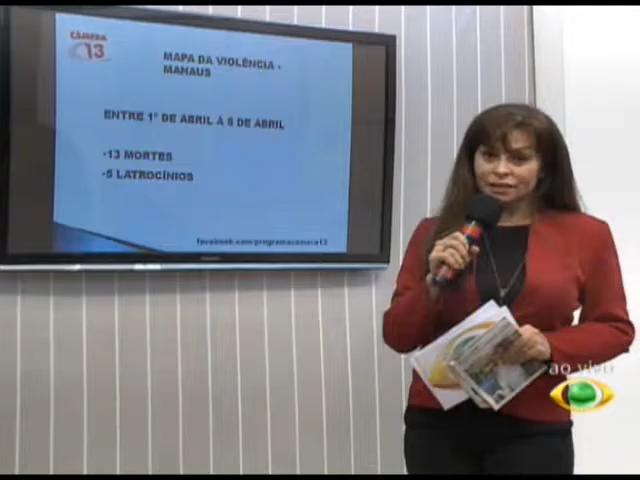 CÂMERA
13
MAPA DA VIOLÊNCIA -
MANAUS
ENTRE 1º DE ABRIL À 8 DE ABRIL
-13 MORTES
-5 LATROCÍNIOS
facebook.com/programacamera13
ao vivo